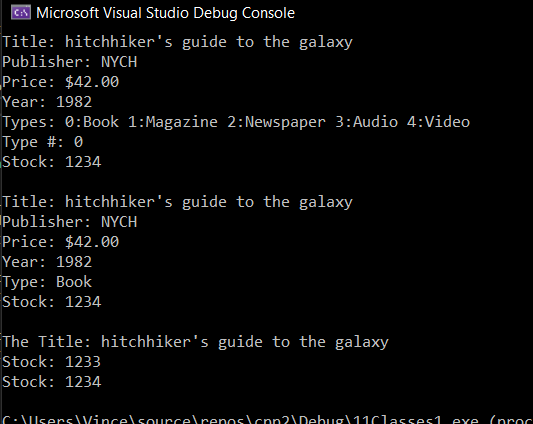 Microsoft Visual Studio Debug Console
Title: hitchhiker's guide to the galaxy
Publisher: NYCH
Price: $42.00
Year: 1982
Types: 0:Book 1:Magazine 2:Newspaper 3:Audio 4:Video
Type #: 0
Stock: 1234
Title: hitchhiker's guide to the galaxy
Publisher: NYCH
Price: $42.00
Year: 1982
Type: Book
Stock: 1234
The Title: hitchhiker's guide to the galaxy
Stock: 1233
Stock: 1234
C:\Users\Vince\source\repos\cpp2\Debug\11Classes1.exe (proc